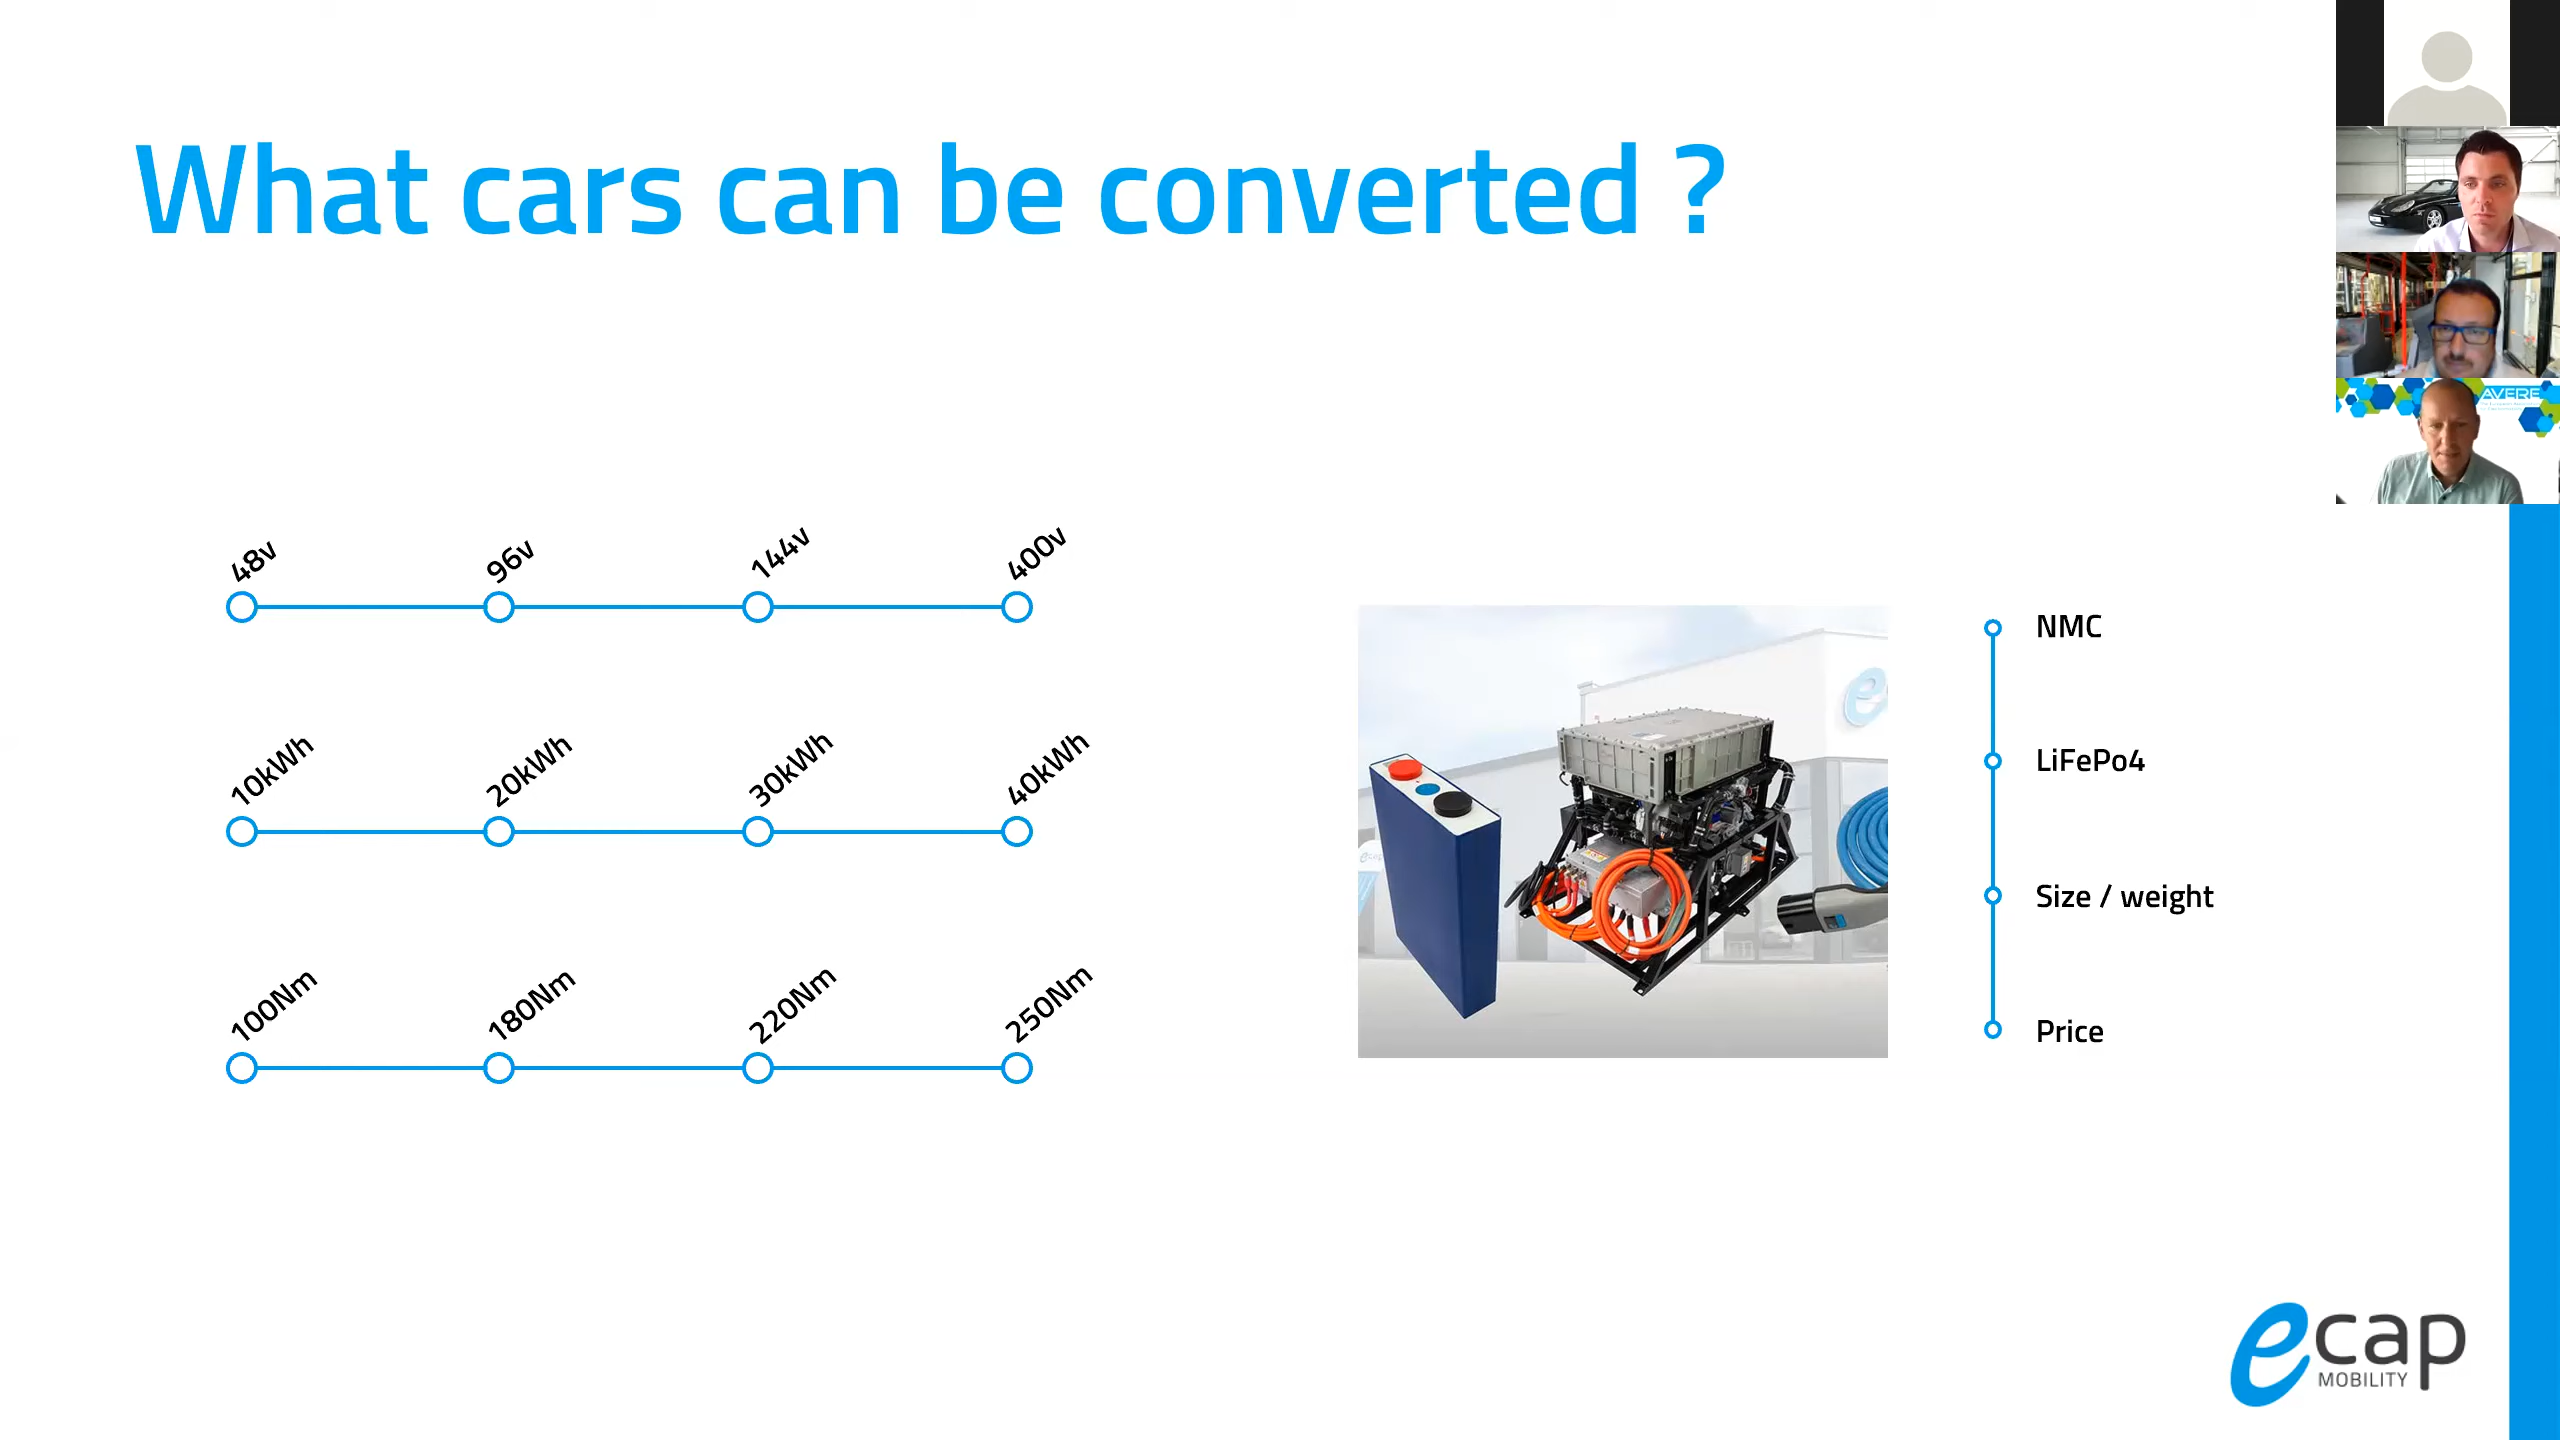 What cars can be converted ?
48v
96v
144v
400v
10kWh
20kWh
30kWh
40kWh
100Nm
180Nm
220Nm
250Nm
NMC
LiFePo4
Size / weight
Price
AVERE
ecap
MOBILITY